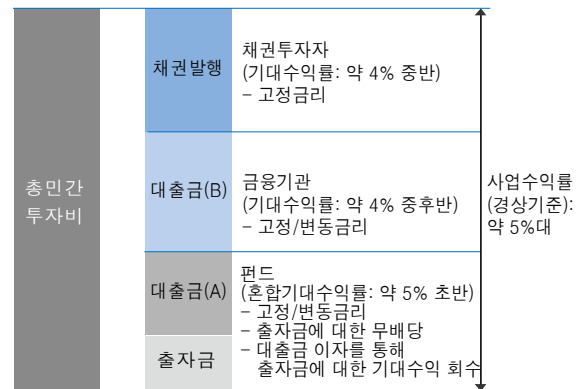 총민간
투자비
채권발행
채권투자자
(기대수익률: 약 4% 중반)
– 고정금리
대출금(B)
금융기관
(기대수익률: 약 4% 중후반)
– 고정/변동금리
대출금(A)
펀드
(혼합기대수익률: 약 5% 초반)
– 고정/변동금리
– 출자금에 대한 무배당
– 대출금 이자를 통해
출자금에 대한 기대수익 회수
출자금
사업수익률
(경상기준):
약 5%대